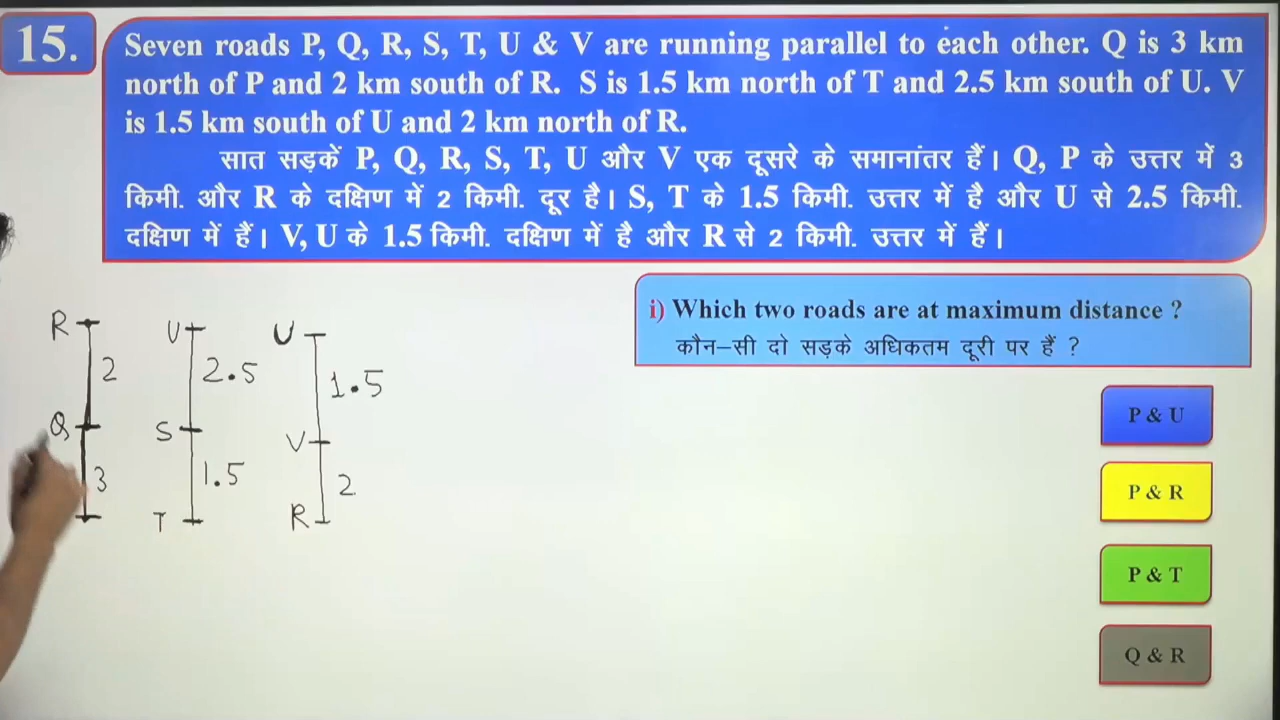 15.
Seven roads P, Q, R, S, T, U & V are running parallel to each other. Q is 3 km
north of P and 2 km south of R. S is 1.5 km north of T and 2.5 km south of U. V
is 1.5 km south of U and 2 km north of R.
सात सड़कें P, Q, R, S, T, U और V एक दूसरे के समानांतर हैं। Q, P के उत्तर में 3
किमी. और R के दक्षिण में 2 किमी. दूर है। S, T के 1.5 किमी. उत्तर में है और U से 2.5 किमी.
दक्षिण में हैं। V, U के 1.5 किमी. दक्षिण में है और R से 2 किमी. उत्तर में हैं।
i) Which two roads are at maximum distance ?
कौन-सी दो सड़के अधिकतम दूरी पर हैं ?
P & U
P & R
P & T
Q & R
R
2
Q
3
U
2.5
S
1.5
T
U
1.5
V
2
R